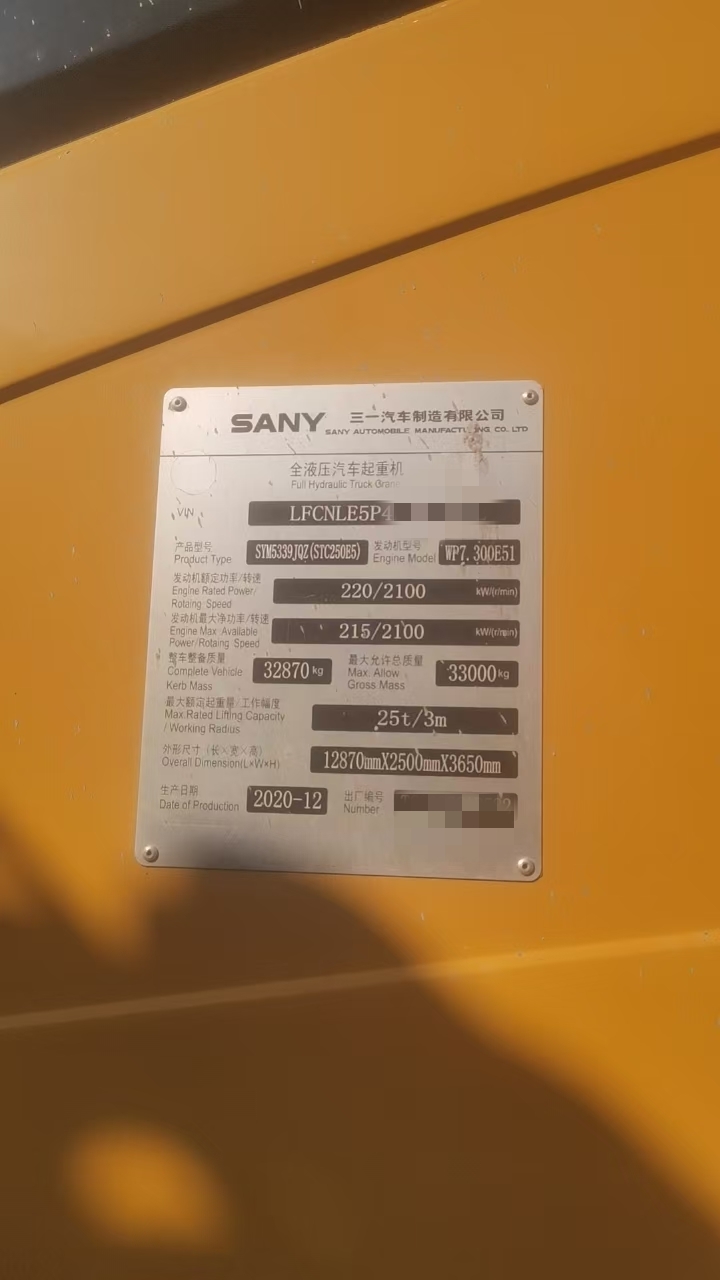 SANY 三一汽车制造有限公司
SANY AUTOMOBILE MANUFACTU ING CO. LTD
全液压汽车起重机
Full Hydraulic Truck Crane
VIN LFCNLE5P4
产品型号 Product Type SYM5339JQZ(STC250E5) 发动机型号 Engine Model WP7.300E51
发动机额定功率/转速
Engine Rated Power/ 220/2100 kW/(r/min)
Rotaing Speed
发动机最大净功率/转速
Engine Max. Available 215/2100 kW/(r/min)
Power/Rotaing Speed
整车整备质量 最大允许总质量
Complete Vehicle 32870 kg Max. Allow 33000 kg
Kerb Mass Gross Mass
最大额定起重量/工作幅度
Max.Rated Lifting Capacity 25t/3m
/ Working Radius
外形尺寸（长×宽×高）
Overall Dimension(L×W×H) 12870mmX2500mmX3650mm
生产日期 出厂编号
Date of Production 2020-12 Number